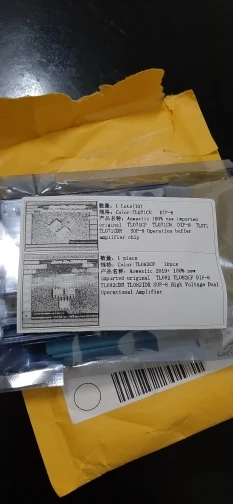 数量: 1 lots(10)
规格: Color:TL071CN DIP-8
产品名称: Aoweziic 100% new imported
original TL071CP TL071CN DIP-8 TL071
TL071CDR SOP-8 Operation buffer
amplifier chip
数量: 1 piece
规格: Color:TL082CP 10pcs
产品名称: Aoweziic 2019+ 100% new
imported original TL082 TL082CP DIP-8
TL082CDR TL082IDR SOP-8 High Voltage Dual
Operational Amplifier